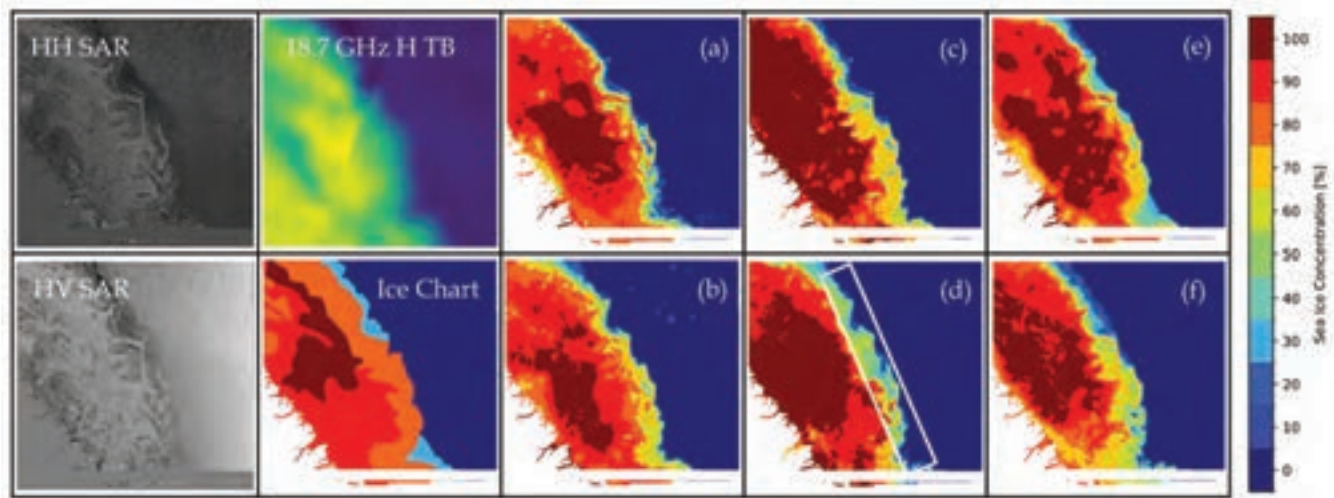 HH SAR
18.7 GHz H TB
(a)
(c)
(e)
HV SAR
Ice Chart
(b)
(d)
(f)
100
90
80
70
60
50
40
30
20
10
0
Sea Ice Concentration [%]